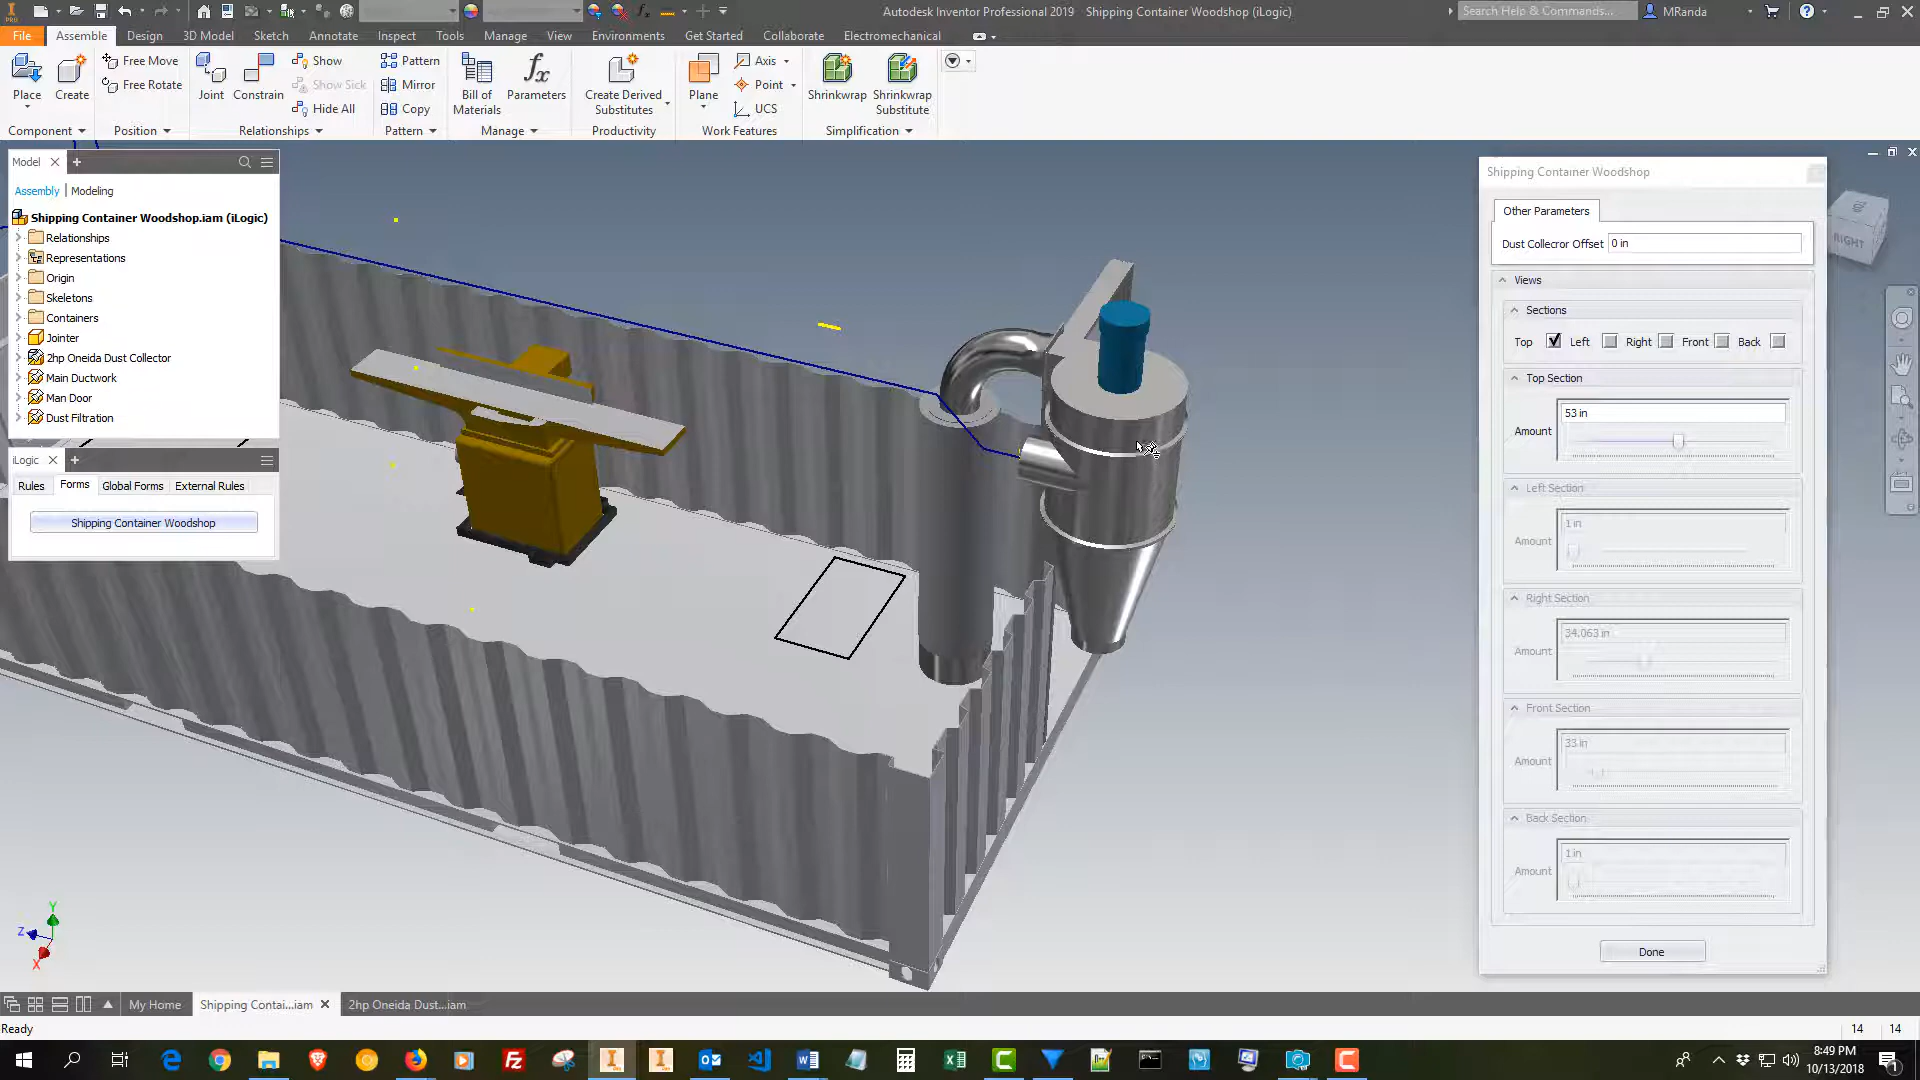 Autodesk Inventor Professional 2019 Shipping Container Woodshop (iLogic)
Search Help & Commands...
MRanda
File Assemble Design 3D Model Sketch Annotate Inspect Tools Manage View Environments Get Started Collaborate Electromechanical
Place
Create
Free Move
Free Rotate
Joint
Constrain
Show
Show Sick
Hide All
Pattern
Mirror
Copy
Bill of Materials
Parameters
Create Derived Substitutes
Plane
Axis
Point
UCS
Shrinkwrap
Shrinkwrap Substitute
Component Position Relationships Pattern Manage Productivity Work Features Simplification
Model
Assembly | Modeling
Shipping Container Woodshop.iam (iLogic)
Relationships
Representations
Origin
Skeletons
Containers
Jointer
2hp Oneida Dust Collector
Main Ductwork
Man Door
Dust Filtration
iLogic
Rules Forms Global Forms External Rules
Shipping Container Woodshop
Shipping Container Woodshop
Other Parameters
Dust Collecror Offset 0 in
Views
Sections
Top Left Right Front Back
Top Section
53 in
Amount
Left Section
1 in
Amount
Right Section
34.063 in
Amount
Front Section
33 in
Amount
Back Section
1 in
Amount
Done
RIGHT
Y
Z
X
My Home Shipping Contai...iam 2hp Oneida Dust...iam
Ready
14 14
8:49 PM
10/13/2018